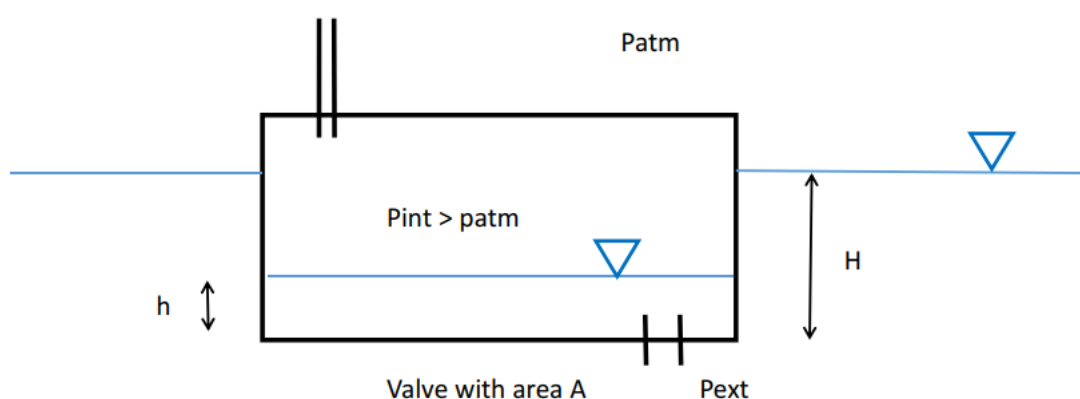 Patm
Pint > patm
H
h
Valve with area A
Pext